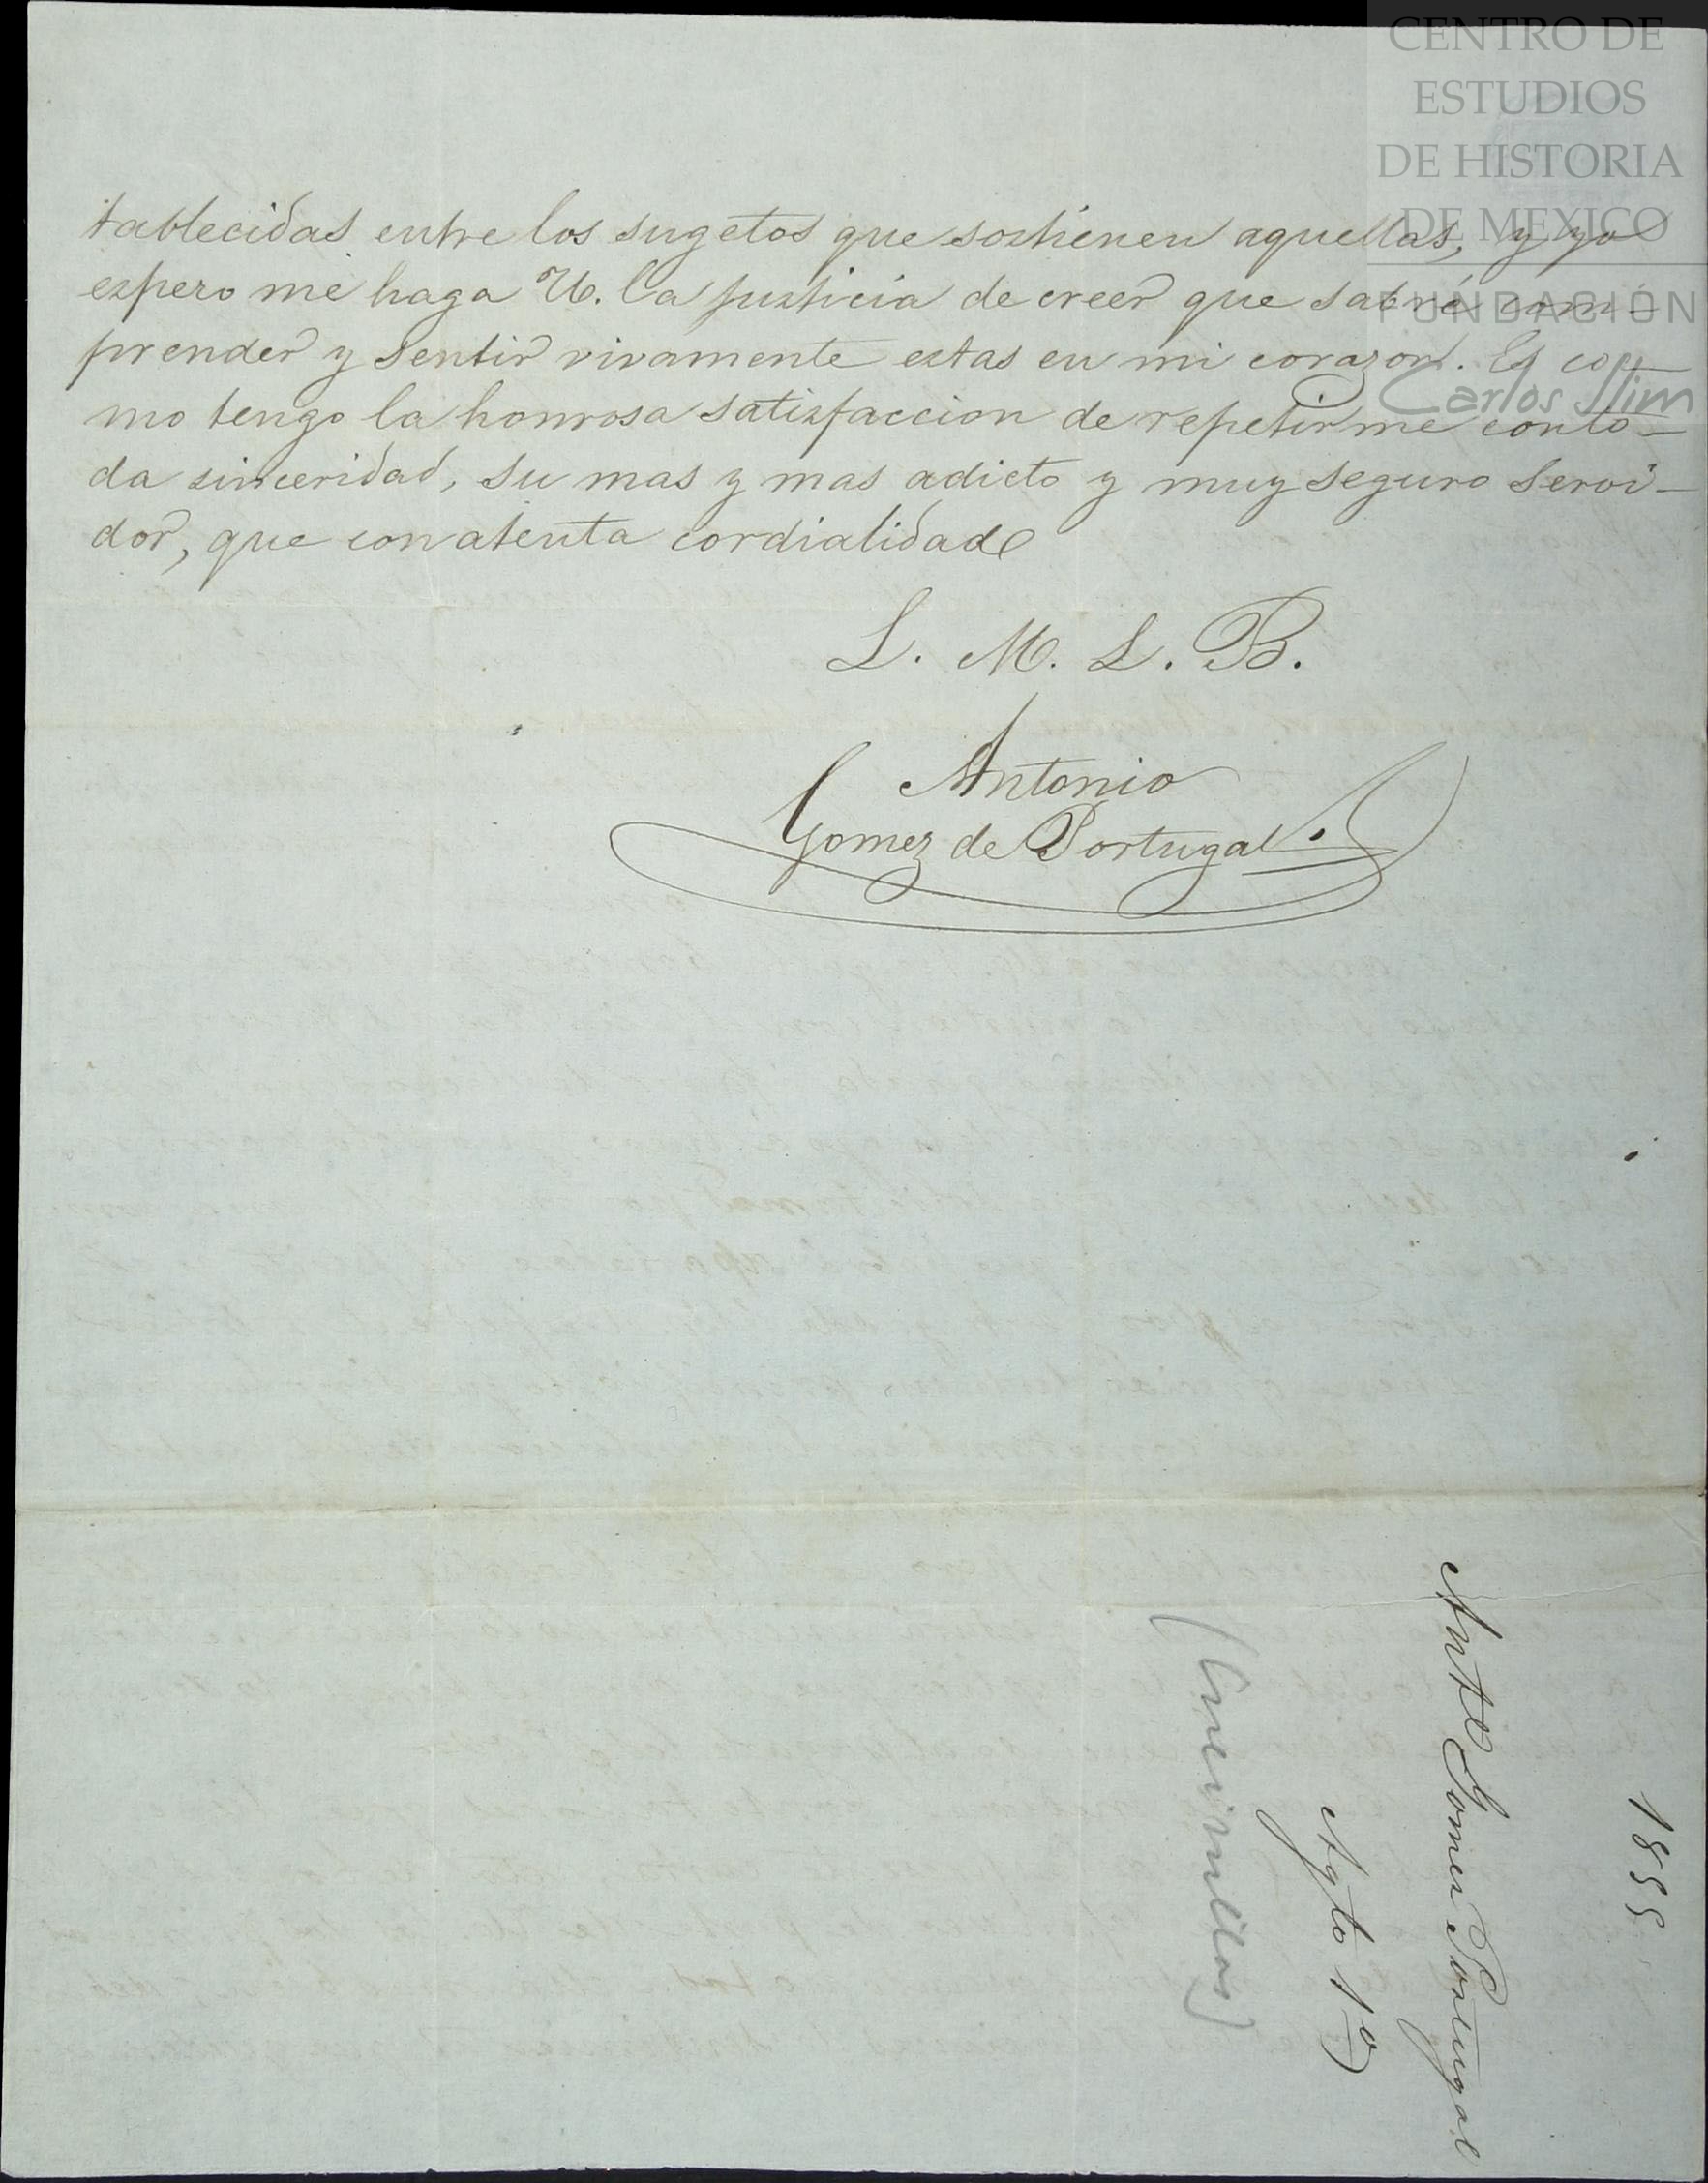 CENTRO DE
ESTUDIOS
DE HISTORIA
DE MEXICO
FUNDACIÓN
Carlos Slim
tablecidas entre los sugetos que sostienen aquellas, y yo
espero me haga U. la justicia de creer que sabré com-
prender y sentir vivamente estas en mi corazon. Es co-
mo tengo la honrosa satisfaccion de repetirme con to-
da sinceridad, su mas y mas adicto y muy seguro servi-
dor, que con atenta cordialidad
L. M. L. B.
Antonio
Gomez de Portugal.
1855
Antº Gomez Portugal
Agto 1º